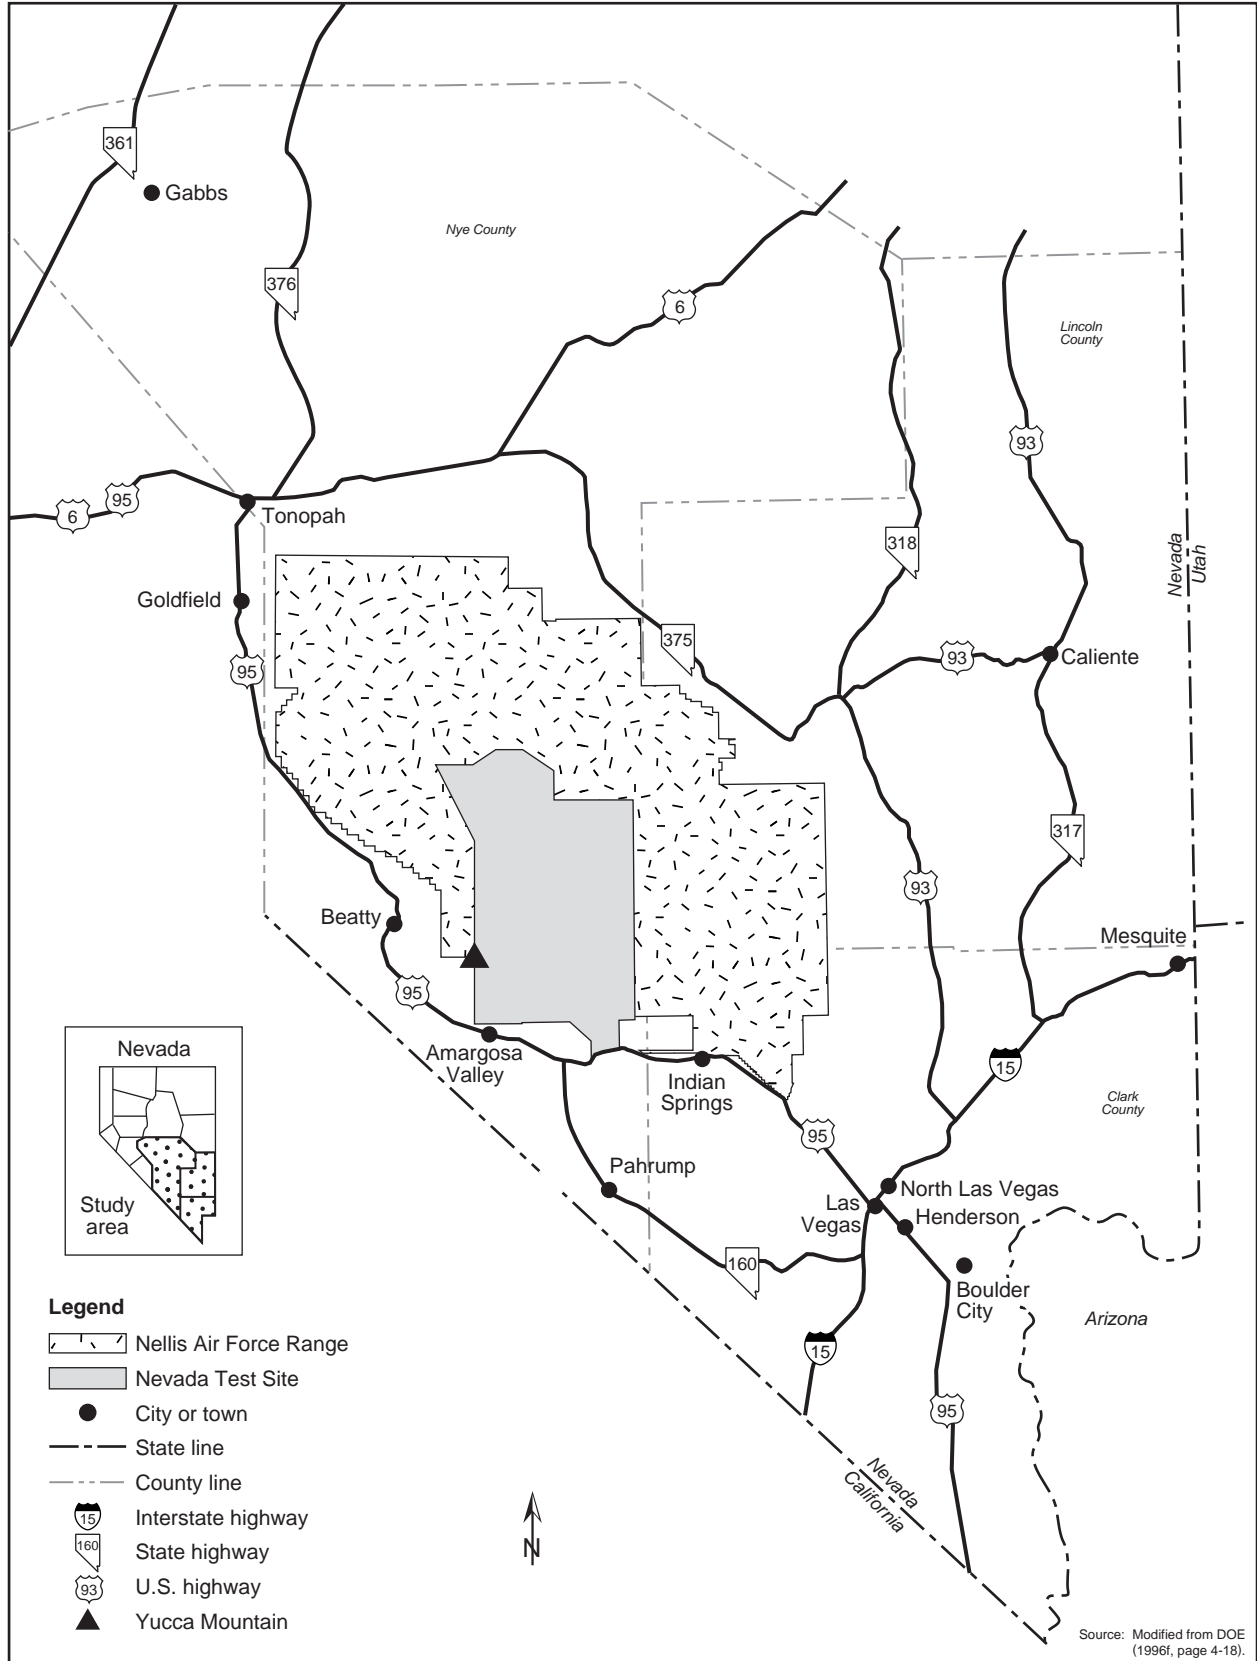 361
Gabbs
Nye County
376
6
Lincoln
County
93
95
6
Tonopah
318
Nevada
Utah
Goldfield
375
95
93
Caliente
317
93
Beatty
Mesquite
95
Amargosa
Valley
Indian
Springs
15
Clark
County
95
Pahrump
North Las Vegas
Las
Vegas
Henderson
160
Boulder
City
Arizona
15
95
Nevada
California
Nevada
Study
area
Legend
Nellis Air Force Range
Nevada Test Site
City or town
State line
County line
15
Interstate highway
160
State highway
93
U.S. highway
Yucca Mountain
N
Source: Modified from DOE
(1996f, page 4-18).